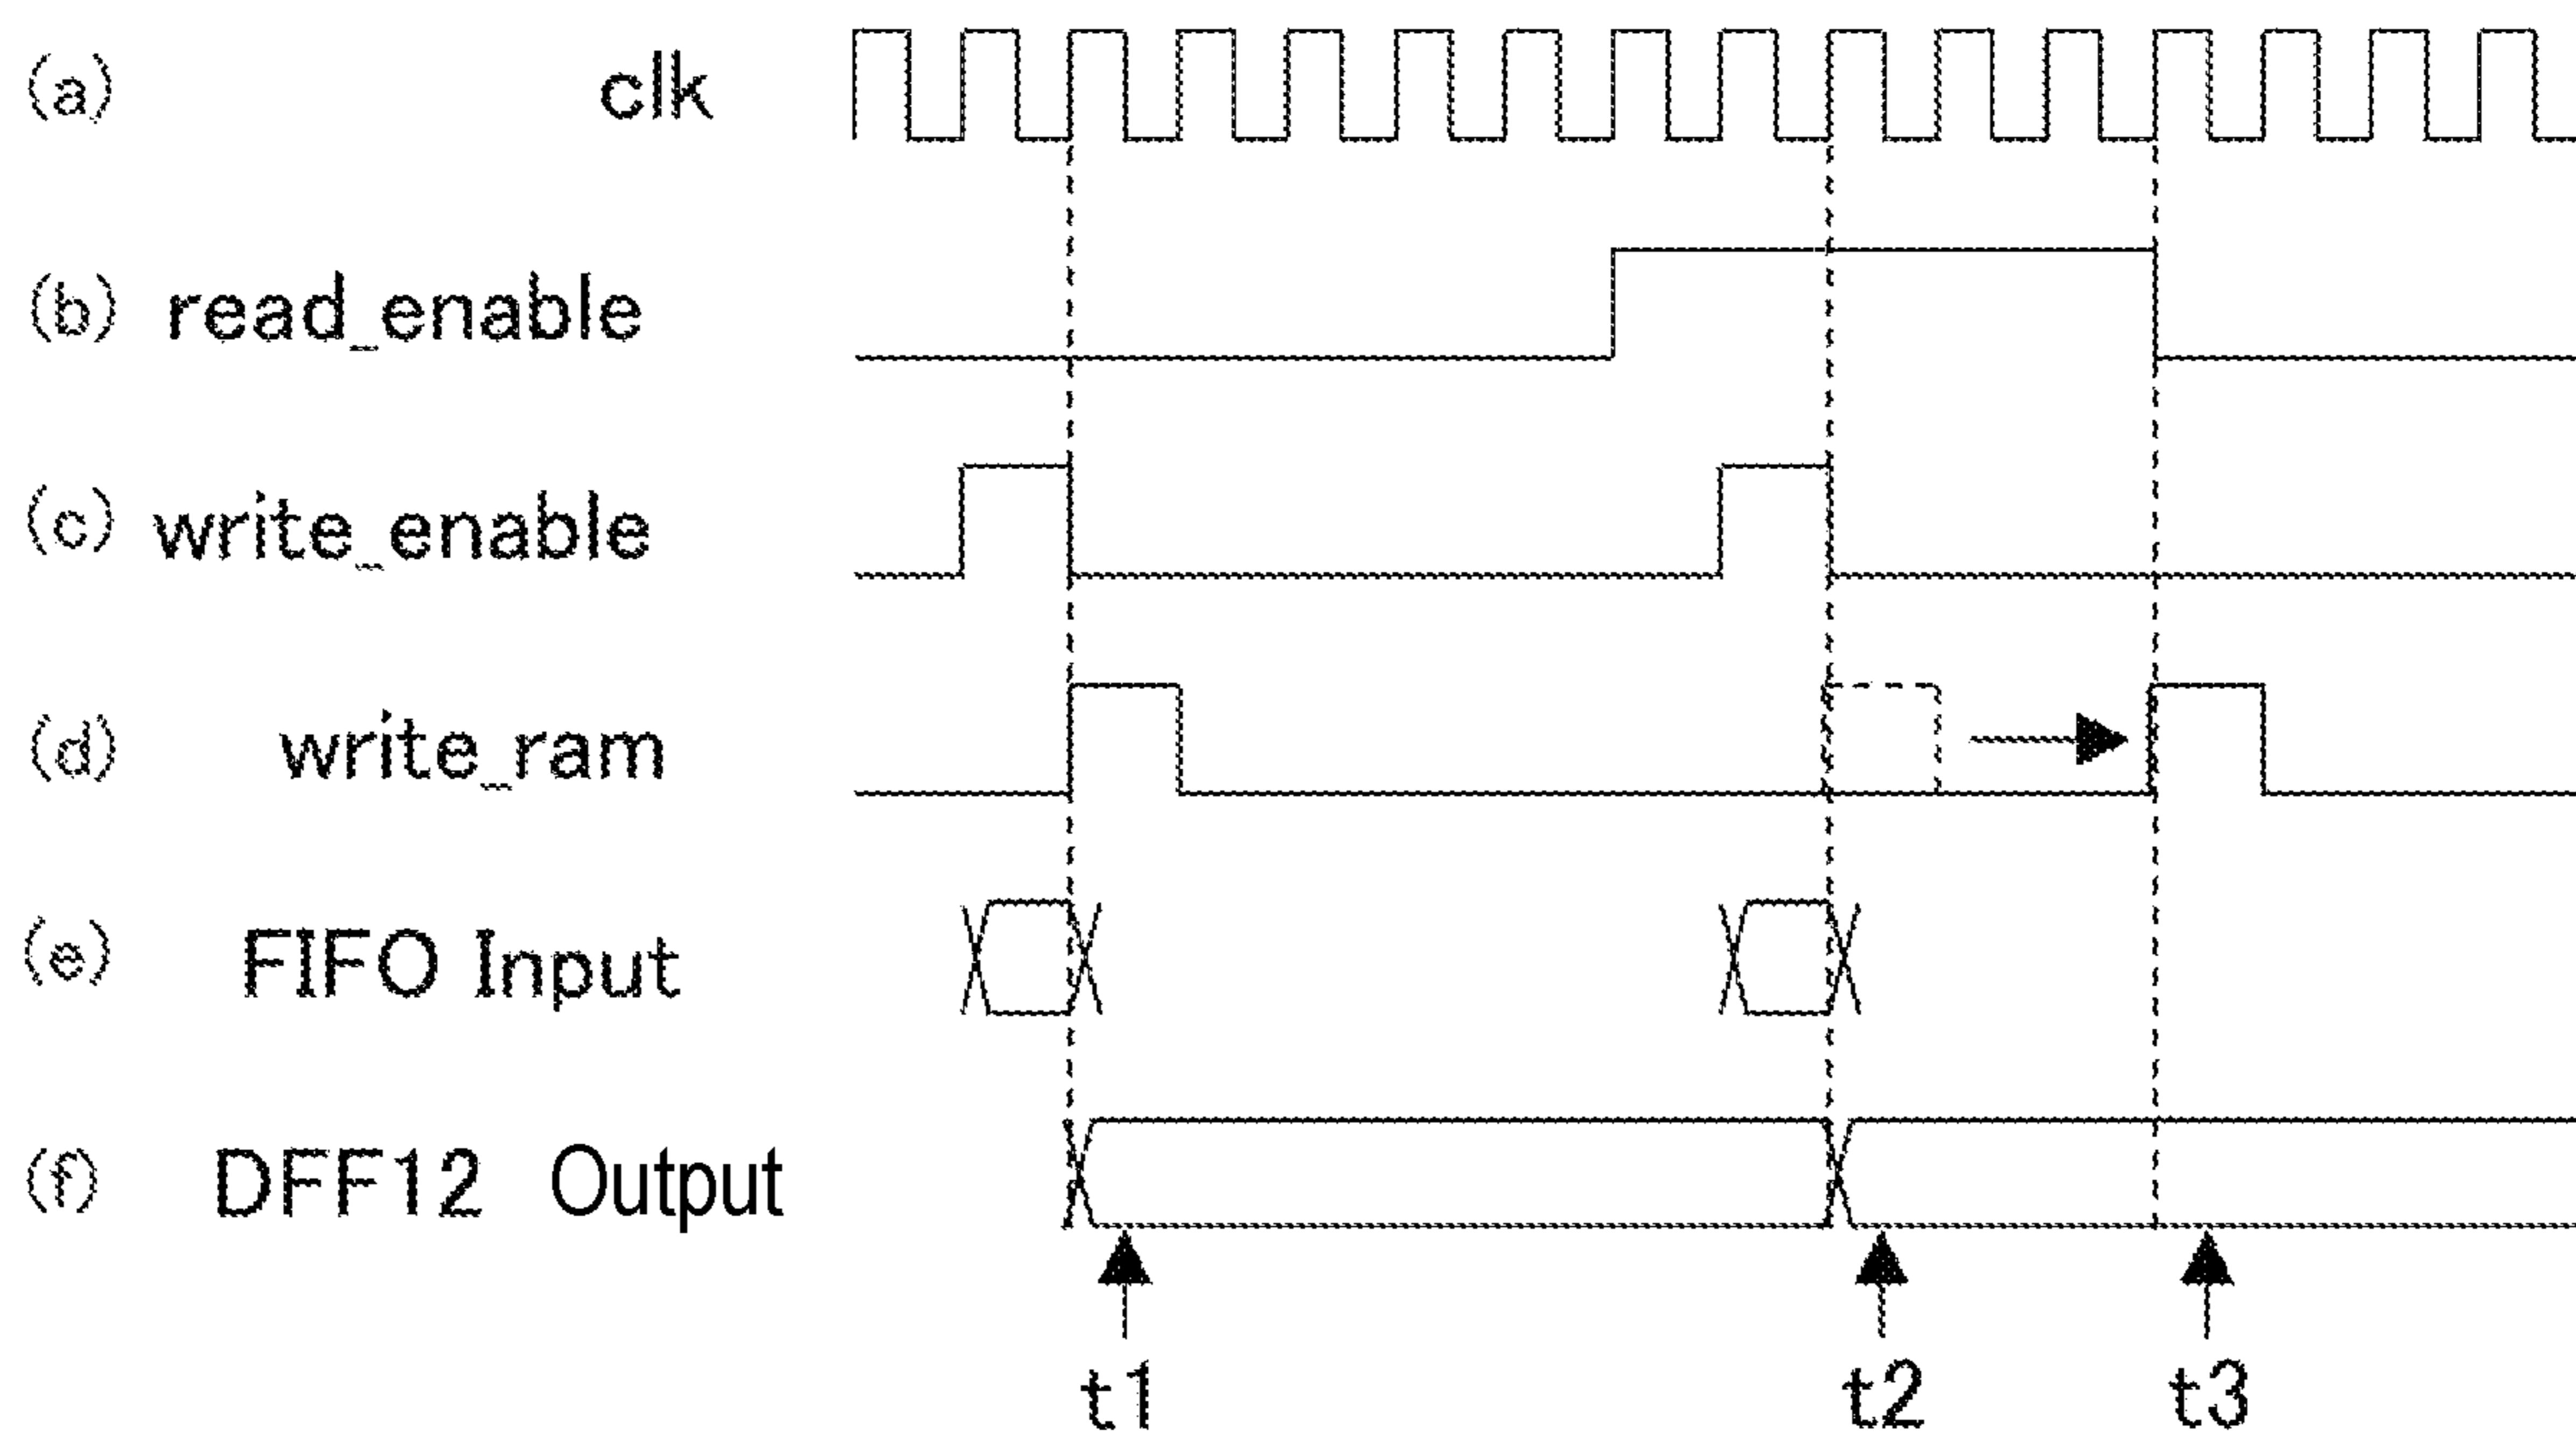 (a) clk
(b) read_enable
(c) write_enable
(d) write_ram
(e) FIFO Input
(f) DFF12 Output
t1 t2 t3